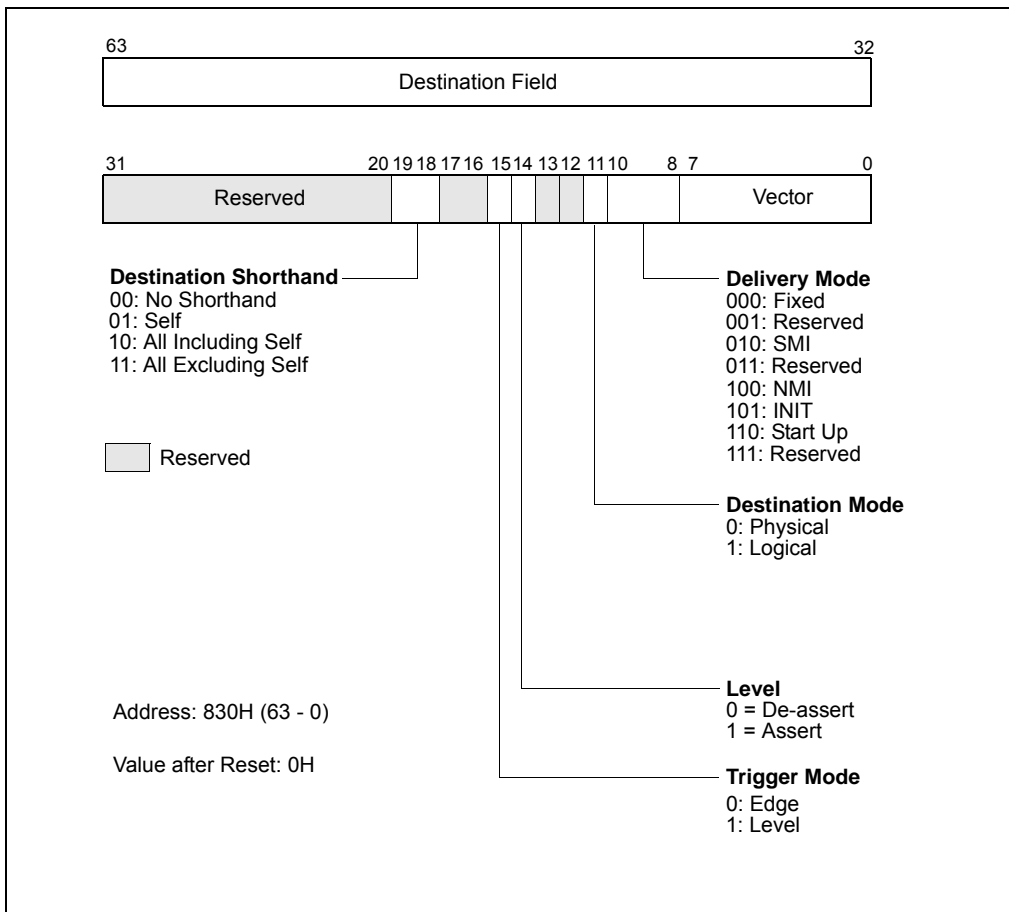 63 32
Destination Field
31 20 19 18 17 16 15 14 13 12 11 10 8 7 0
Reserved Vector
Destination Shorthand
00: No Shorthand
01: Self
10: All Including Self
11: All Excluding Self
Reserved
Delivery Mode
000: Fixed
001: Reserved
010: SMI
011: Reserved
100: NMI
101: INIT
110: Start Up
111: Reserved
Destination Mode
0: Physical
1: Logical
Address: 830H (63 - 0)
Value after Reset: 0H
Level
0 = De-assert
1 = Assert
Trigger Mode
0: Edge
1: Level